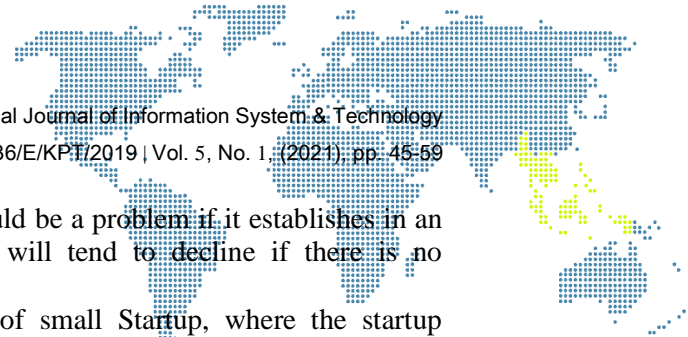 al Journal of Information System & Technology
36/E/KPT/2019 | Vol. 5, No. 1, (2021), pp. 45-59
uld be a problem if it establishes in an
will tend to decline if there is no
of small Startup, where the startup